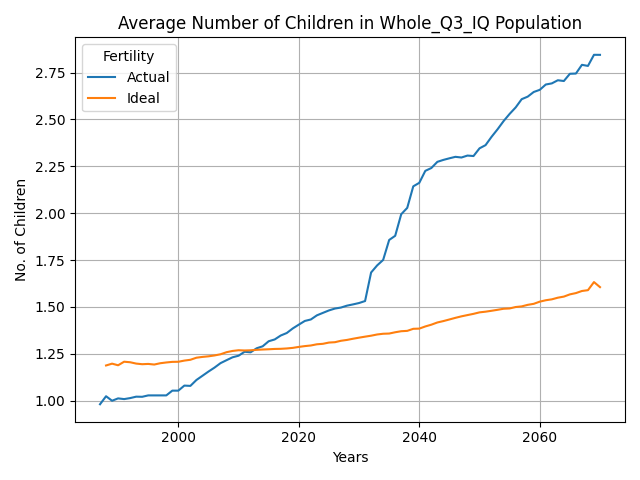 Average Number of Children in Whole_Q3_IQ Population
Fertility
Actual
Ideal
No. of Children
2.75
2.50
2.25
2.00
1.75
1.50
1.25
1.00
2000 2020 2040 2060
Years